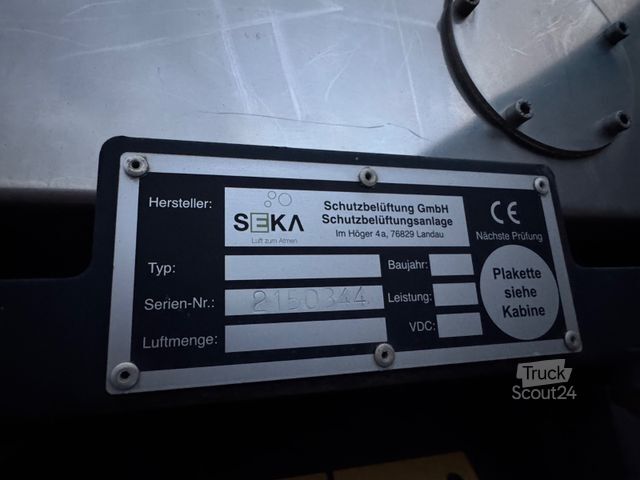 Hersteller:
SEKA
Luft zum Atmen
Schutzbelüftung GmbH
Schutzbelüftungsanlage
Im Höger 4a, 76829 Landau
CE
Nächste Prüfung
Plakette
siehe
Kabine
Typ:
Baujahr:
Serien-Nr.: 2150344
Leistung:
Luftmenge:
VDC:
Truck
Scout24